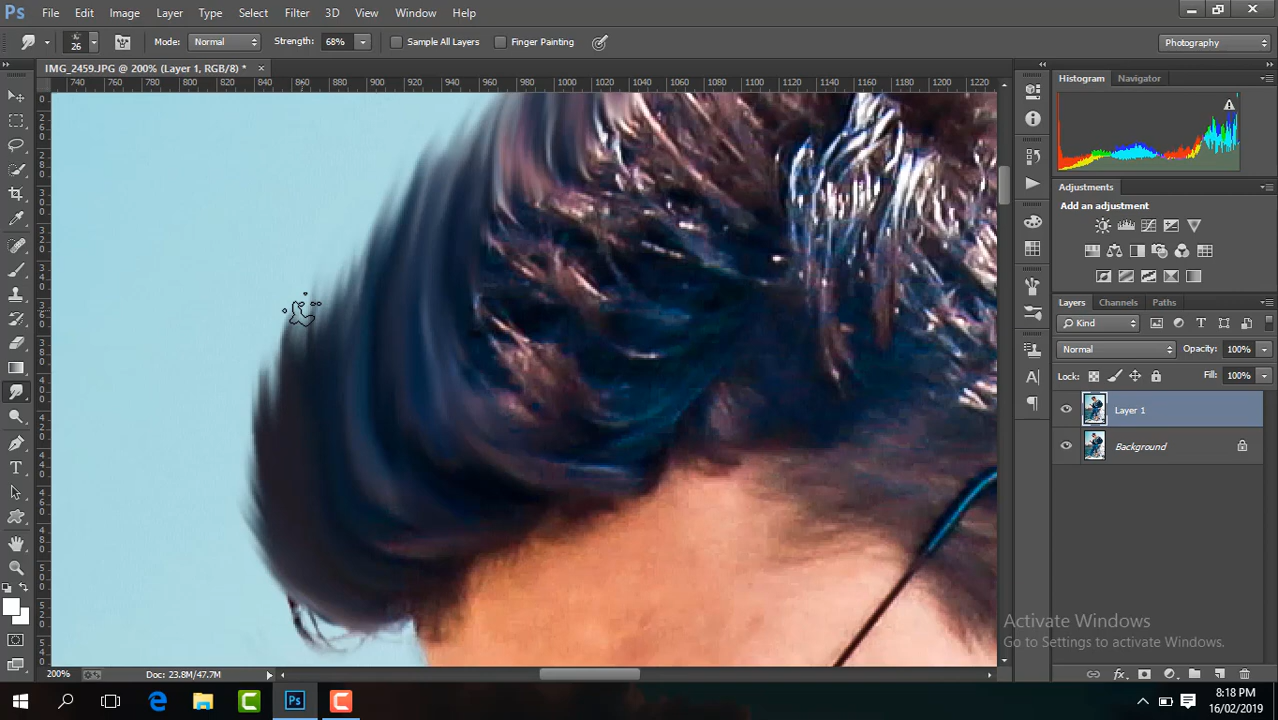 Ps File Edit Image Layer Type Select Filter 3D View Window Help
26 Mode: Normal Strength: 68% Sample All Layers Finger Painting Photography
IMG_2459.JPG @ 200% (Layer 1, RGB/8) * ×
740 760 780 800 820 840 860 880 900 920 940 960 980 1000 1020 1040 1060 1080 1100 1120 1140 1160 1180 1200 1220
Histogram Navigator
Adjustments
Add an adjustment
Layers Channels Paths
Kind
Normal Opacity: 100%
Lock: Fill: 100%
Layer 1
Background
Activate Windows
Go to Settings to activate Windows.
200% Doc: 23.8M/47.7M
8:18 PM
16/02/2019